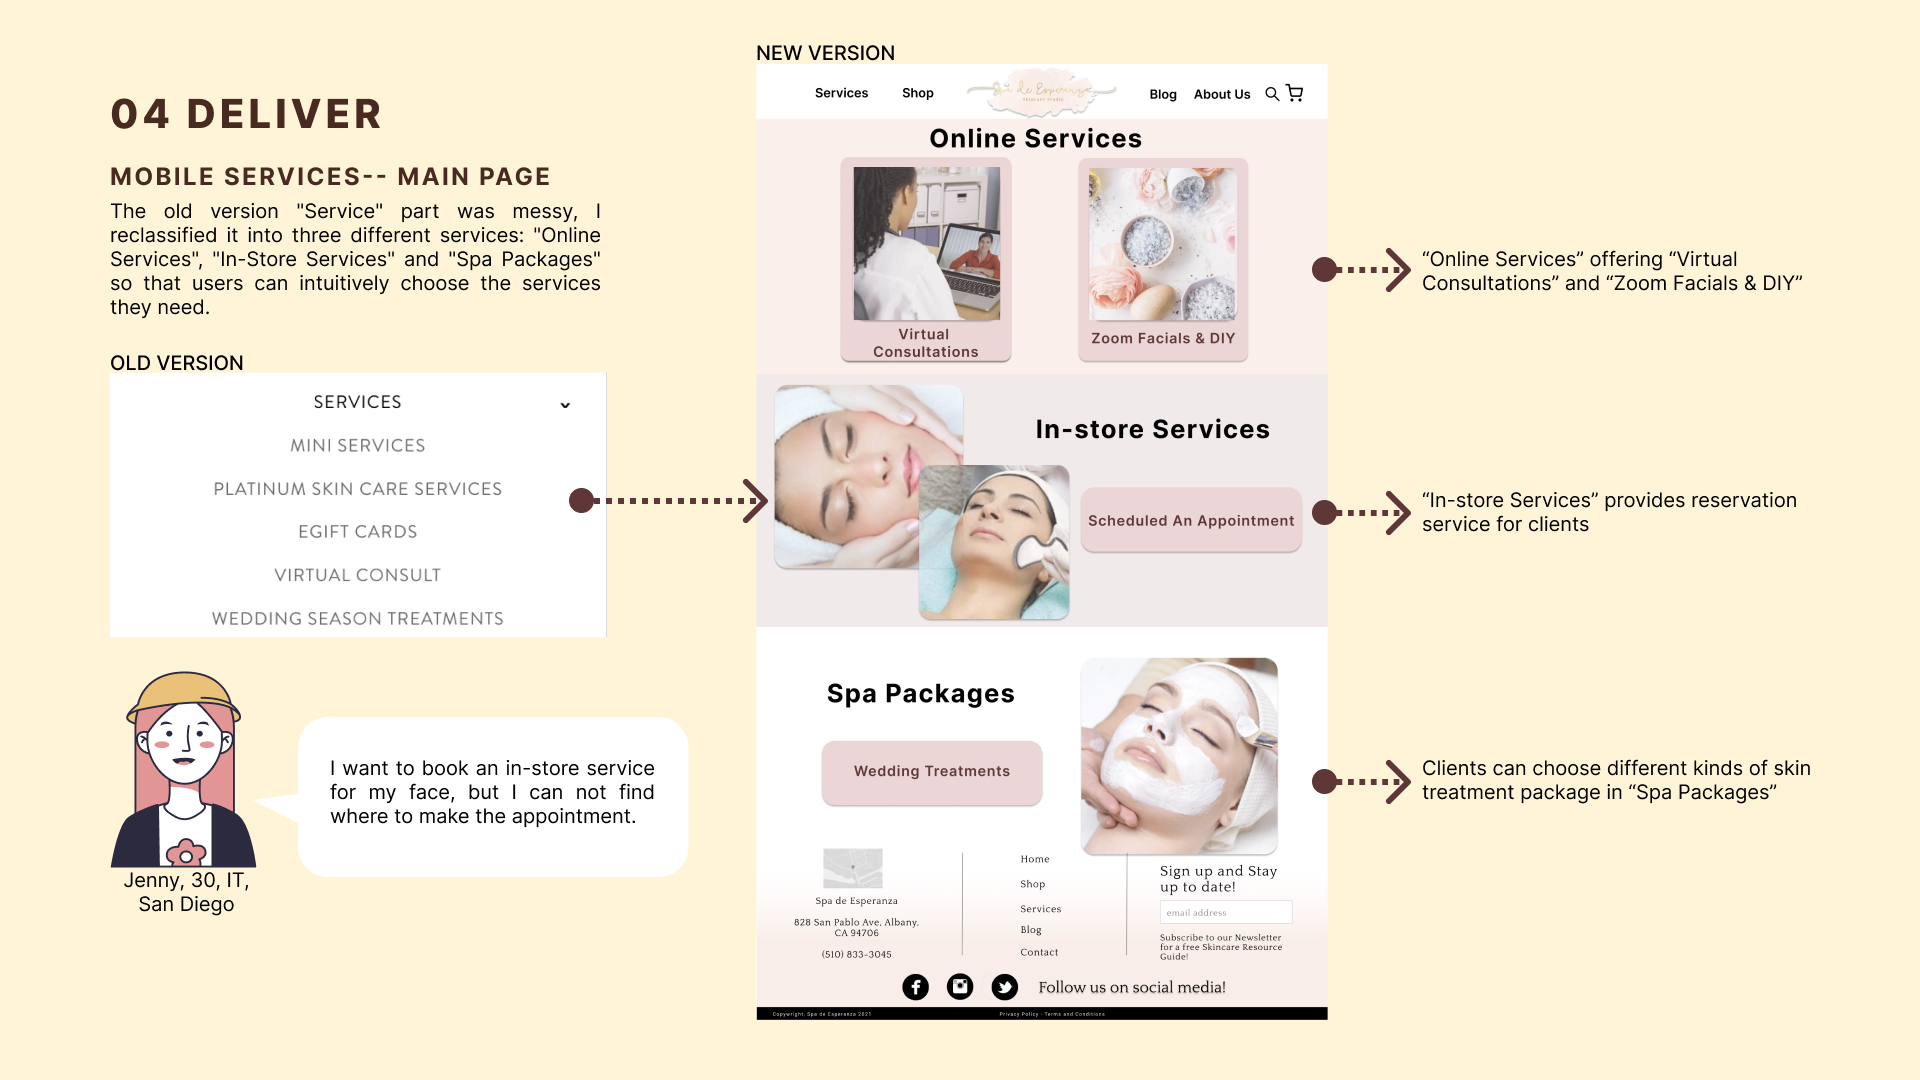 04 DELIVER
MOBILE SERVICES-- MAIN PAGE
The old version "Service" part was messy, I
reclassified it into three different services: "Online
Services", "In-Store Services" and "Spa Packages"
so that users can intuitively choose the services
they need.
OLD VERSION
SERVICES
MINI SERVICES
PLATINUM SKIN CARE SERVICES
EGIFT CARDS
VIRTUAL CONSULT
WEDDING SEASON TREATMENTS
I want to book an in-store service
for my face, but I can not find
where to make the appointment.
Jenny, 30, IT,
San Diego
NEW VERSION
Services
Shop
Spa de Esperanza
SKINCARE STUDIO
Blog
About Us
Online Services
Virtual
Consultations
Zoom Facials & DIY
In-store Services
Scheduled An Appointment
Spa Packages
Wedding Treatments
Spa de Esperanza
828 San Pablo Ave, Albany,
CA 94706
(510) 833-3045
Home
Shop
Services
Blog
Contact
Sign up and Stay
up to date!
email address
Subscribe to our Newsletter
for a free Skincare Resource
Guide!
Follow us on social media!
Copywright, Spa de Esperanza 2021
Privacy Policy - Terms and Conditions
“Online Services” offering “Virtual
Consultations” and “Zoom Facials & DIY”
“In-store Services” provides reservation
service for clients
Clients can choose different kinds of skin
treatment package in “Spa Packages”